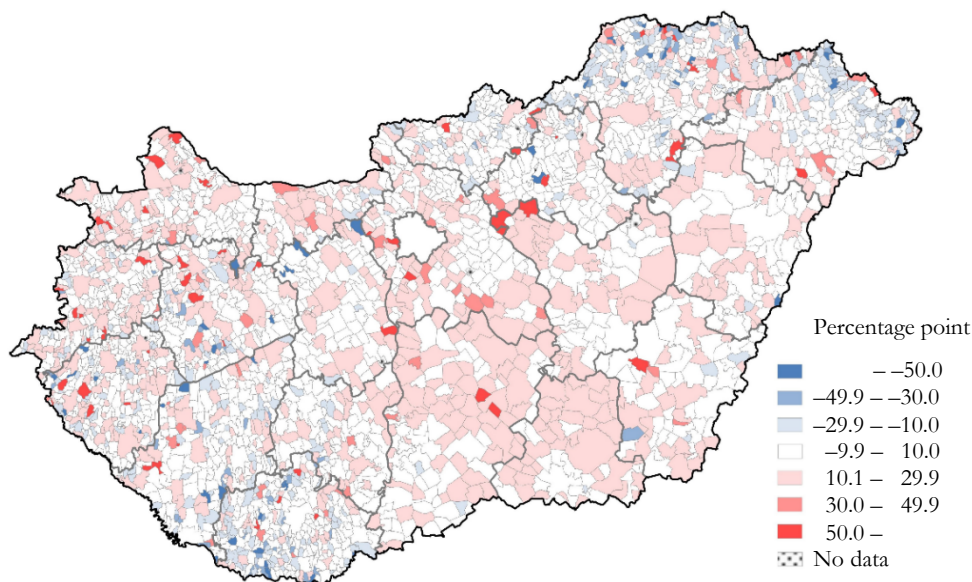 Percentage point
– –50.0
–49.9 – –30.0
–29.9 – –10.0
–9.9 – 10.0
10.1 – 29.9
30.0 – 49.9
50.0 –
No data